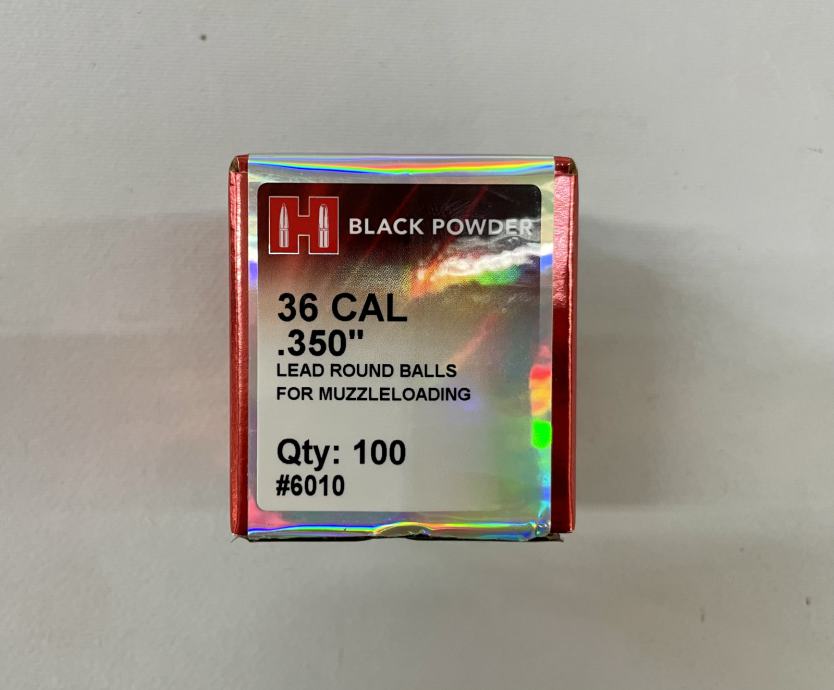 H BLACK POWDER
36 CAL
.350"
LEAD ROUND BALLS
FOR MUZZLELOADING
Qty: 100
#6010